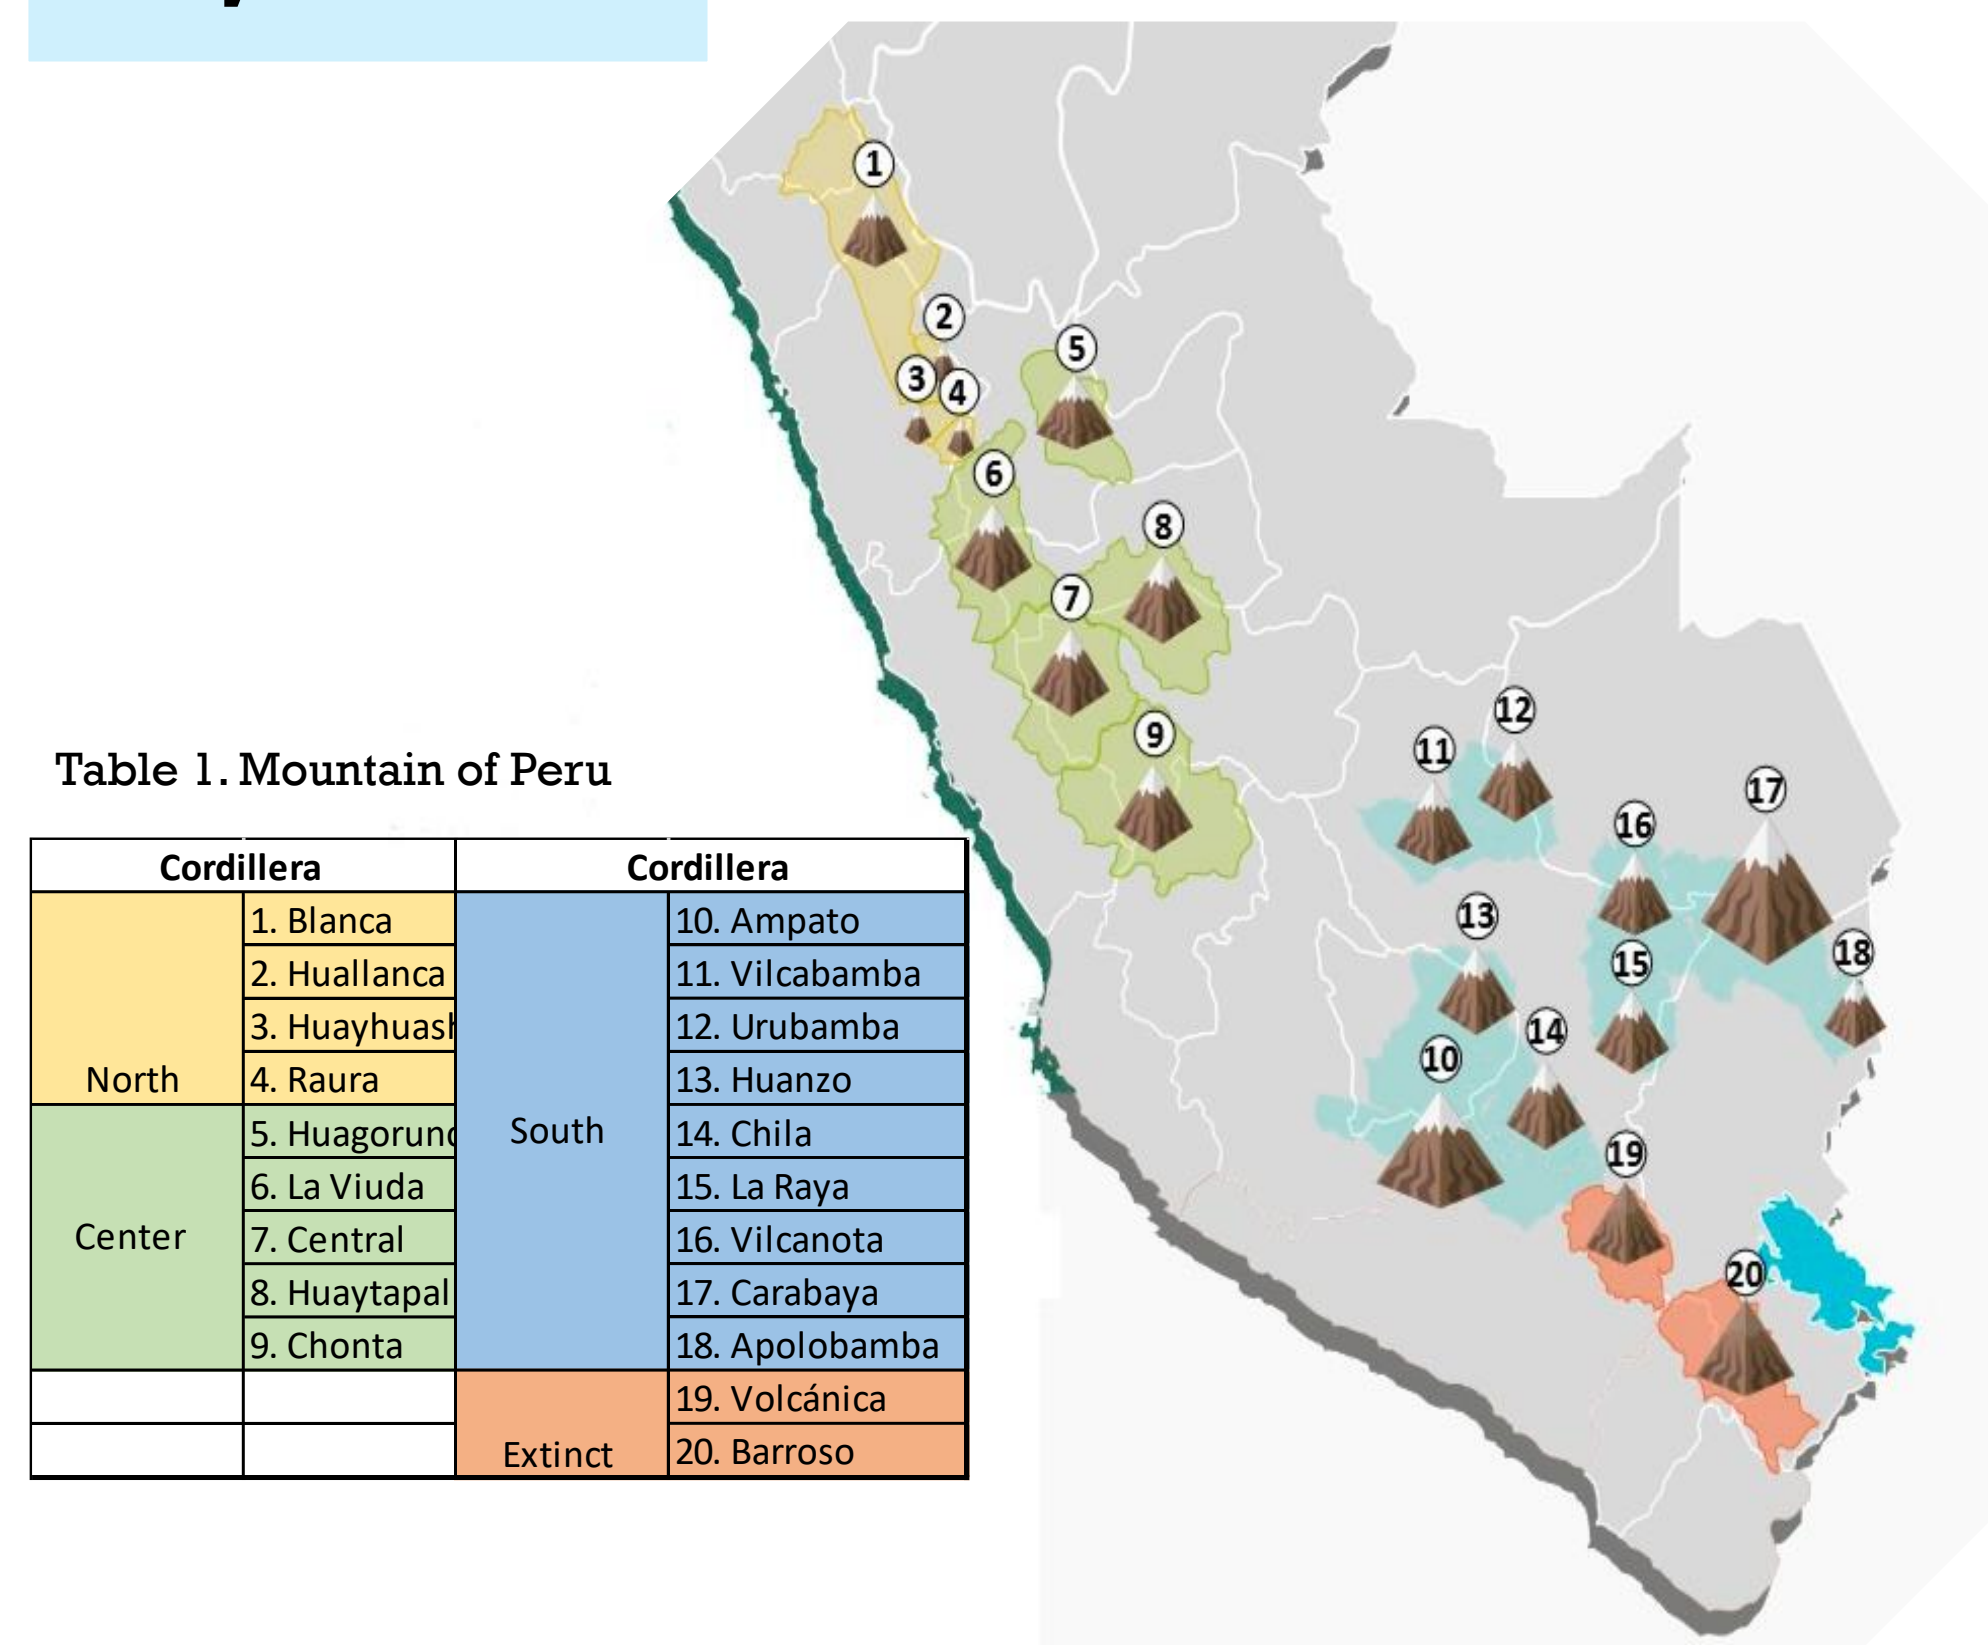 Table 1. Mountain of Peru
Cordillera Cordillera
North
1. Blanca
2. Huallanca
3. Huayhuash
4. Raura
Center
5. Huagorunc
6. La Viuda
7. Central
8. Huaytapal
9. Chonta
South
10. Ampato
11. Vilcabamba
12. Urubamba
13. Huanzo
14. Chila
15. La Raya
16. Vilcanota
17. Carabaya
18. Apolobamba
Extinct
19. Volcánica
20. Barroso
1
2
3
4
5
6
7
8
9
10
11
12
13
14
15
16
17
18
19
20